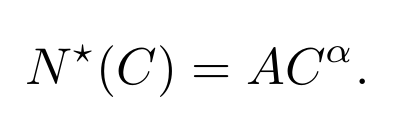 N⋆(C) = ACᵅ.